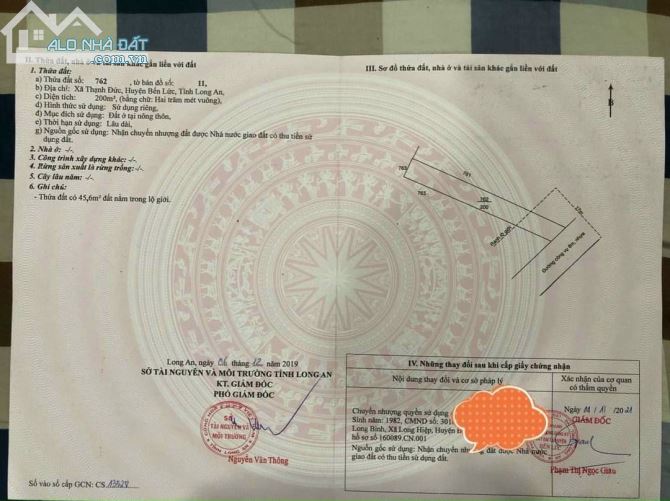 ALO NHÀ ĐẤT
II. Thửa đất, nhà ở và tài sản khác gắn liền với đất
1. Thửa đất:
a) Thửa đất số: 762, tờ bản đồ số: 11,
b) Địa chỉ: Xã Thạnh Đức, Huyện Bến Lức, Tỉnh Long An,
c) Diện tích: 200m², (bằng chữ: Hai trăm mét vuông),
d) Hình thức sử dụng: Sử dụng riêng,
đ) Mục đích sử dụng: Đất ở tại nông thôn,
e) Thời hạn sử dụng: Lâu dài,
g) Nguồn gốc sử dụng: Nhận chuyển nhượng đất được Nhà nước giao đất có thu tiền sử
dụng đất.
2. Nhà ở: -/-
3. Công trình xây dựng khác: -/-
4. Rừng sản xuất là rừng trồng: -/-
5. Cây lâu năm: -/-
6. Ghi chú:
- Thửa đất có 45,6m² đất nằm trong lộ giới.
Long An, ngày 06 tháng 12 năm 2019
SỞ TÀI NGUYÊN VÀ MÔI TRƯỜNG TỈNH LONG AN
KT. GIÁM ĐỐC
PHÓ GIÁM ĐỐC
SỞ
TÀI NGUYÊN VÀ
MÔI TRƯỜNG
Nguyễn Văn Thông
Số vào sổ cấp GCN: CS
III. Sơ đồ thửa đất, nhà ở và tài sản khác gắn liền với đất
B
763
761
765
762
200
IV. Những thay đổi sau khi cấp giấy chứng nhận
Nội dung thay đổi và cơ sở pháp lý
Xác nhận của cơ quan
có thẩm quyền
Chuyển nhượng quyền sử dụng
Sinh năm: 1982, CMND số: 301
Long Bình, Xã Long Hiệp, Huyện
hồ sơ số 160089.CN.001
Nguồn gốc sử dụng: Nhận chuyển nhượng đất được Nhà nước
giao đất có thu tiền sử dụng đất.
Ngày 11/11/2021
GIÁM ĐỐC
Phạm Thị Ngọc Giàu